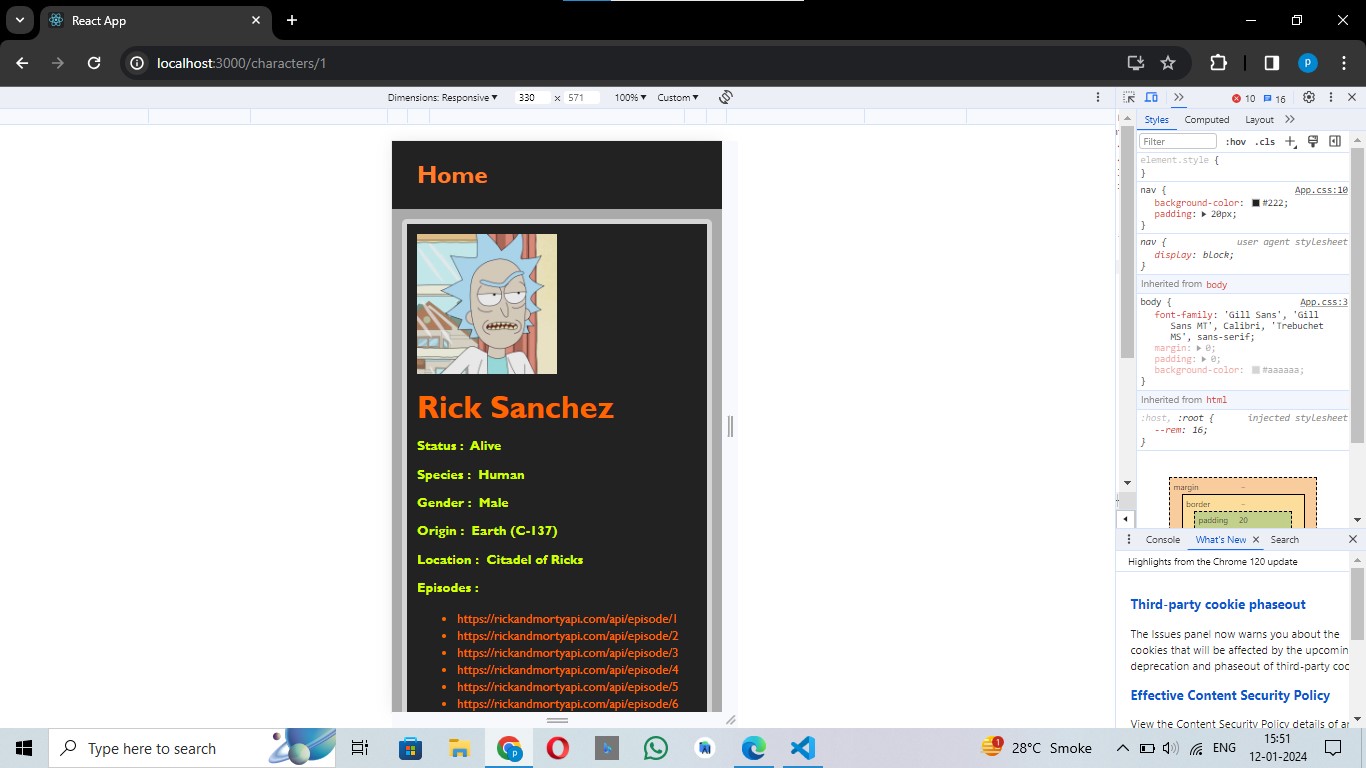 React App
localhost:3000/characters/1
p
Dimensions: Responsive
330 x 571
100%
Custom
10
16
Styles
Computed
Layout
Filter
:hov
.cls
element.style {
}
nav {
App.css:10
background-color: #222;
padding: 20px;
}
nav {
user agent stylesheet
display: block;
}
Inherited from body
body {
App.css:3
font-family: 'Gill Sans', 'Gill
Sans MT', Calibri, 'Trebuchet
MS', sans-serif;
margin: 0;
padding: 0;
background-color: #aaaaaa;
}
Inherited from html
:host, :root {
injected stylesheet
--rem: 16;
}
margin
-
border
-
padding
20
Home
Rick Sanchez
Status : Alive
Species : Human
Gender : Male
Origin : Earth (C-137)
Location : Citadel of Ricks
Episodes :
https://rickandmortyapi.com/api/episode/1
https://rickandmortyapi.com/api/episode/2
https://rickandmortyapi.com/api/episode/3
https://rickandmortyapi.com/api/episode/4
https://rickandmortyapi.com/api/episode/5
https://rickandmortyapi.com/api/episode/6
Console
What's New
Search
Highlights from the Chrome 120 update
Third-party cookie phaseout
The Issues panel now warns you about the
cookies that will be affected by the upcomin
deprecation and phaseout of third-party coo
Effective Content Security Policy
View the Content Security Policy details of a
Type here to search
1
28°C Smoke
ENG
15:51
12-01-2024